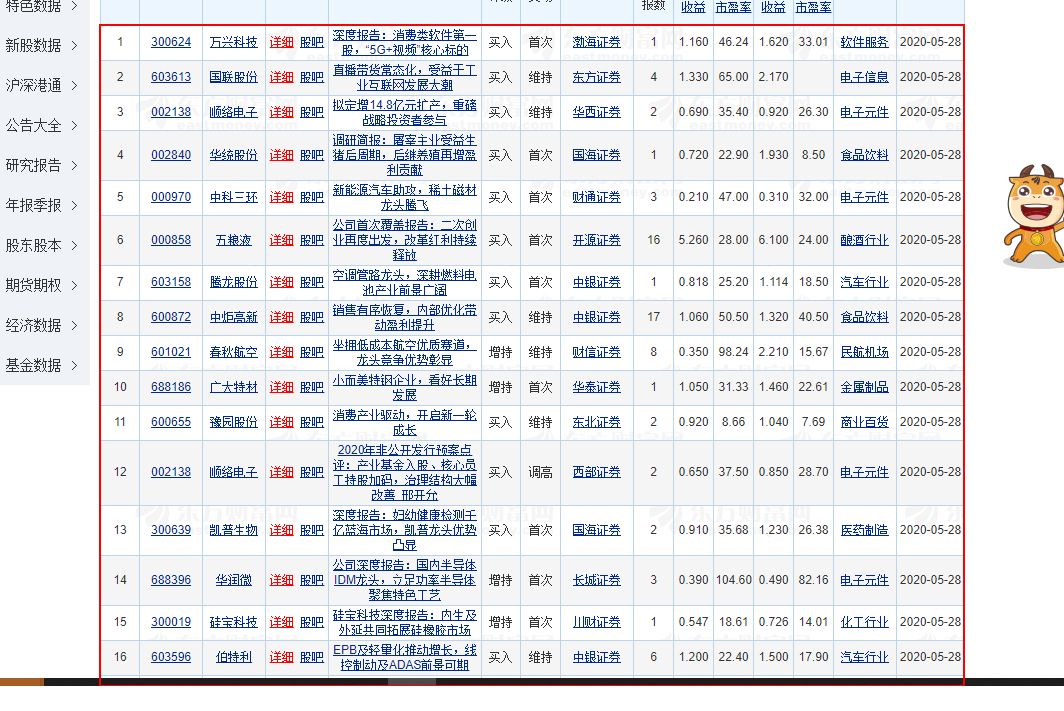 特色数据
新股数据
沪深港通
公告大全
研究报告
年报季报
股东股本
期货期权
经济数据
基金数据
报数 收益 市盈率 收益 市盈率
1 300624 万兴科技 详细 股吧 深度报告：消费类软件第一股，“5G+视频”核心标的 买入 首次 渤海证券 1 1.160 46.24 1.620 33.01 软件服务 2020-05-28
2 603613 国联股份 详细 股吧 直播带货常态化，受益于工业互联网发展大潮 买入 维持 东方证券 4 1.330 65.00 2.170 电子信息 2020-05-28
3 002138 顺络电子 详细 股吧 拟定增14.8亿元扩产，重磅战略投资者参与 买入 维持 华西证券 2 0.690 35.40 0.920 26.30 电子元件 2020-05-28
4 002840 华统股份 详细 股吧 调研简报：屠宰主业受益生猪后周期，后继养殖再增盈利贡献 买入 首次 国海证券 1 0.720 22.90 1.930 8.50 食品饮料 2020-05-28
5 000970 中科三环 详细 股吧 新能源汽车助攻，稀土磁材龙头腾飞 买入 首次 财通证券 3 0.210 47.00 0.310 32.00 电子元件 2020-05-28
6 000858 五粮液 详细 股吧 公司首次覆盖报告：二次创业再度出发，改革红利持续释放 买入 首次 开源证券 16 5.260 28.00 6.100 24.00 酿酒行业 2020-05-28
7 603158 腾龙股份 详细 股吧 空调管路龙头，深耕燃料电池产业前景广阔 买入 首次 中银证券 1 0.818 25.20 1.114 18.50 汽车行业 2020-05-28
8 600872 中炬高新 详细 股吧 销售有序恢复，内部优化带动盈利提升 买入 维持 中银证券 17 1.060 50.50 1.320 40.50 食品饮料 2020-05-28
9 601021 春秋航空 详细 股吧 坐拥低成本航空优质赛道，龙头竞争优势彰显 增持 维持 财信证券 8 0.350 98.24 2.210 15.67 民航机场 2020-05-28
10 688186 广大特材 详细 股吧 小而美特钢企业，看好长期发展 增持 首次 华泰证券 1 1.050 31.33 1.460 22.61 金属制品 2020-05-28
11 600655 豫园股份 详细 股吧 消费产业驱动，开启新一轮成长 买入 维持 东北证券 2 0.920 8.66 1.040 7.69 商业百货 2020-05-28
12 002138 顺络电子 详细 股吧 2020年非公开发行预案点评：产业基金入股、核心员工持股加码，治理结构大幅改善_邢开允 买入 调高 西部证券 2 0.650 37.50 0.850 28.70 电子元件 2020-05-28
13 300639 凯普生物 详细 股吧 深度报告：妇幼健康检测千亿蓝海市场，凯普龙头优势凸显 买入 首次 国海证券 2 0.910 35.68 1.230 26.38 医药制造 2020-05-28
14 688396 华润微 详细 股吧 公司深度报告：国内半导体IDM龙头，立足功率半导体聚焦特色工艺 增持 首次 长城证券 3 0.390 104.60 0.490 82.16 电子元件 2020-05-28
15 300019 硅宝科技 详细 股吧 硅宝科技深度报告：内生及外延共同拓展硅橡胶市场 增持 首次 川财证券 1 0.547 18.61 0.726 14.01 化工行业 2020-05-28
16 603596 伯特利 详细 股吧 EPB及轻量化推动增长，线控制动及ADAS前景可期 买入 维持 中银证券 6 1.200 22.40 1.500 17.90 汽车行业 2020-05-28